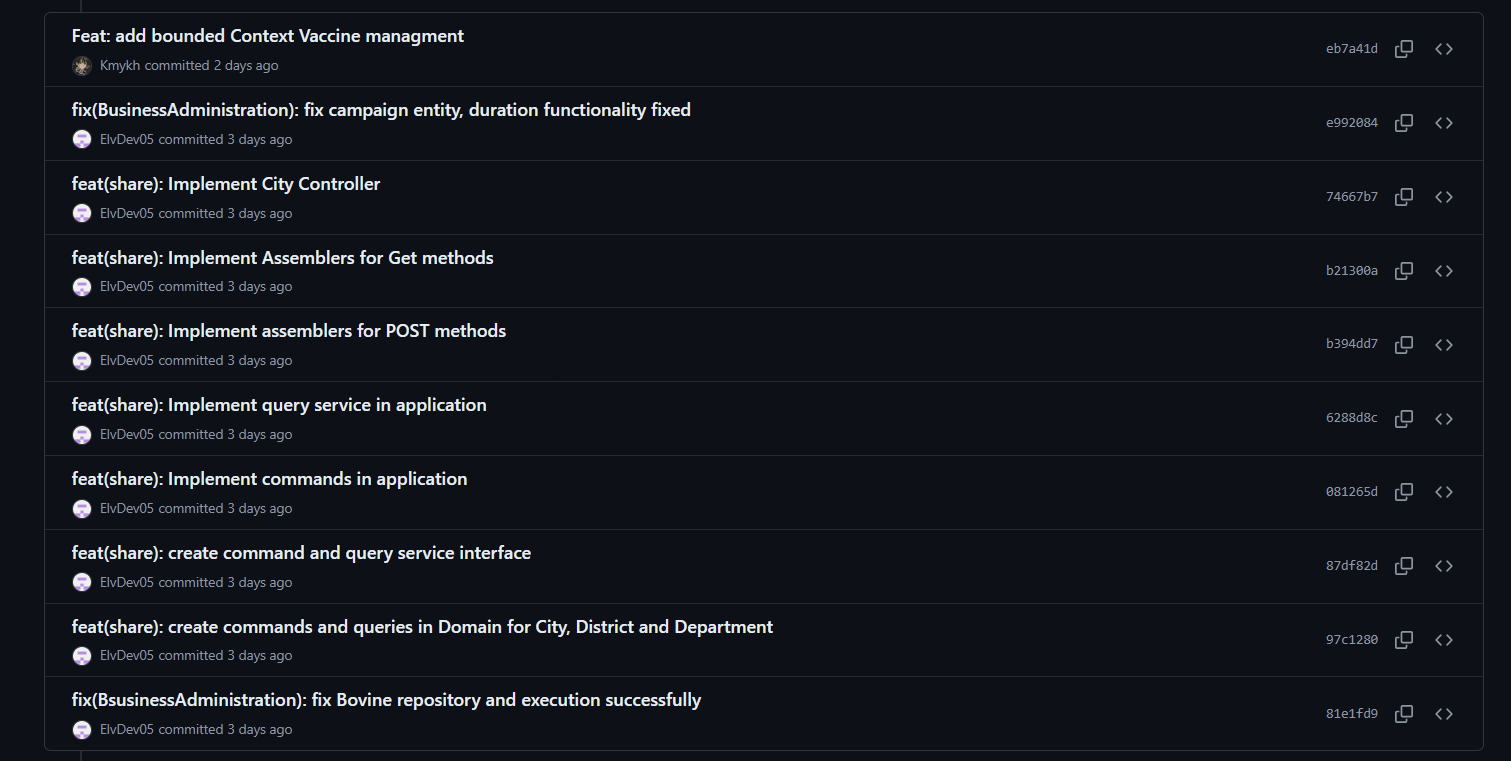 Feat: add bounded Context Vaccine managment
Kmykh committed 2 days ago
eb7a41d
fix(BusinessAdministration): fix campaign entity, duration functionality fixed
ElvDev05 committed 3 days ago
e992084
feat(share): Implement City Controller
ElvDev05 committed 3 days ago
74667b7
feat(share): Implement Assemblers for Get methods
ElvDev05 committed 3 days ago
b21300a
feat(share): Implement assemblers for POST methods
ElvDev05 committed 3 days ago
b394dd7
feat(share): Implement query service in application
ElvDev05 committed 3 days ago
6288d8c
feat(share): Implement commands in application
ElvDev05 committed 3 days ago
081265d
feat(share): create command and query service interface
ElvDev05 committed 3 days ago
87df82d
feat(share): create commands and queries in Domain for City, District and Department
ElvDev05 committed 3 days ago
97c1280
fix(BsusinessAdministration): fix Bovine repository and execution successfully
ElvDev05 committed 3 days ago
81e1fd9